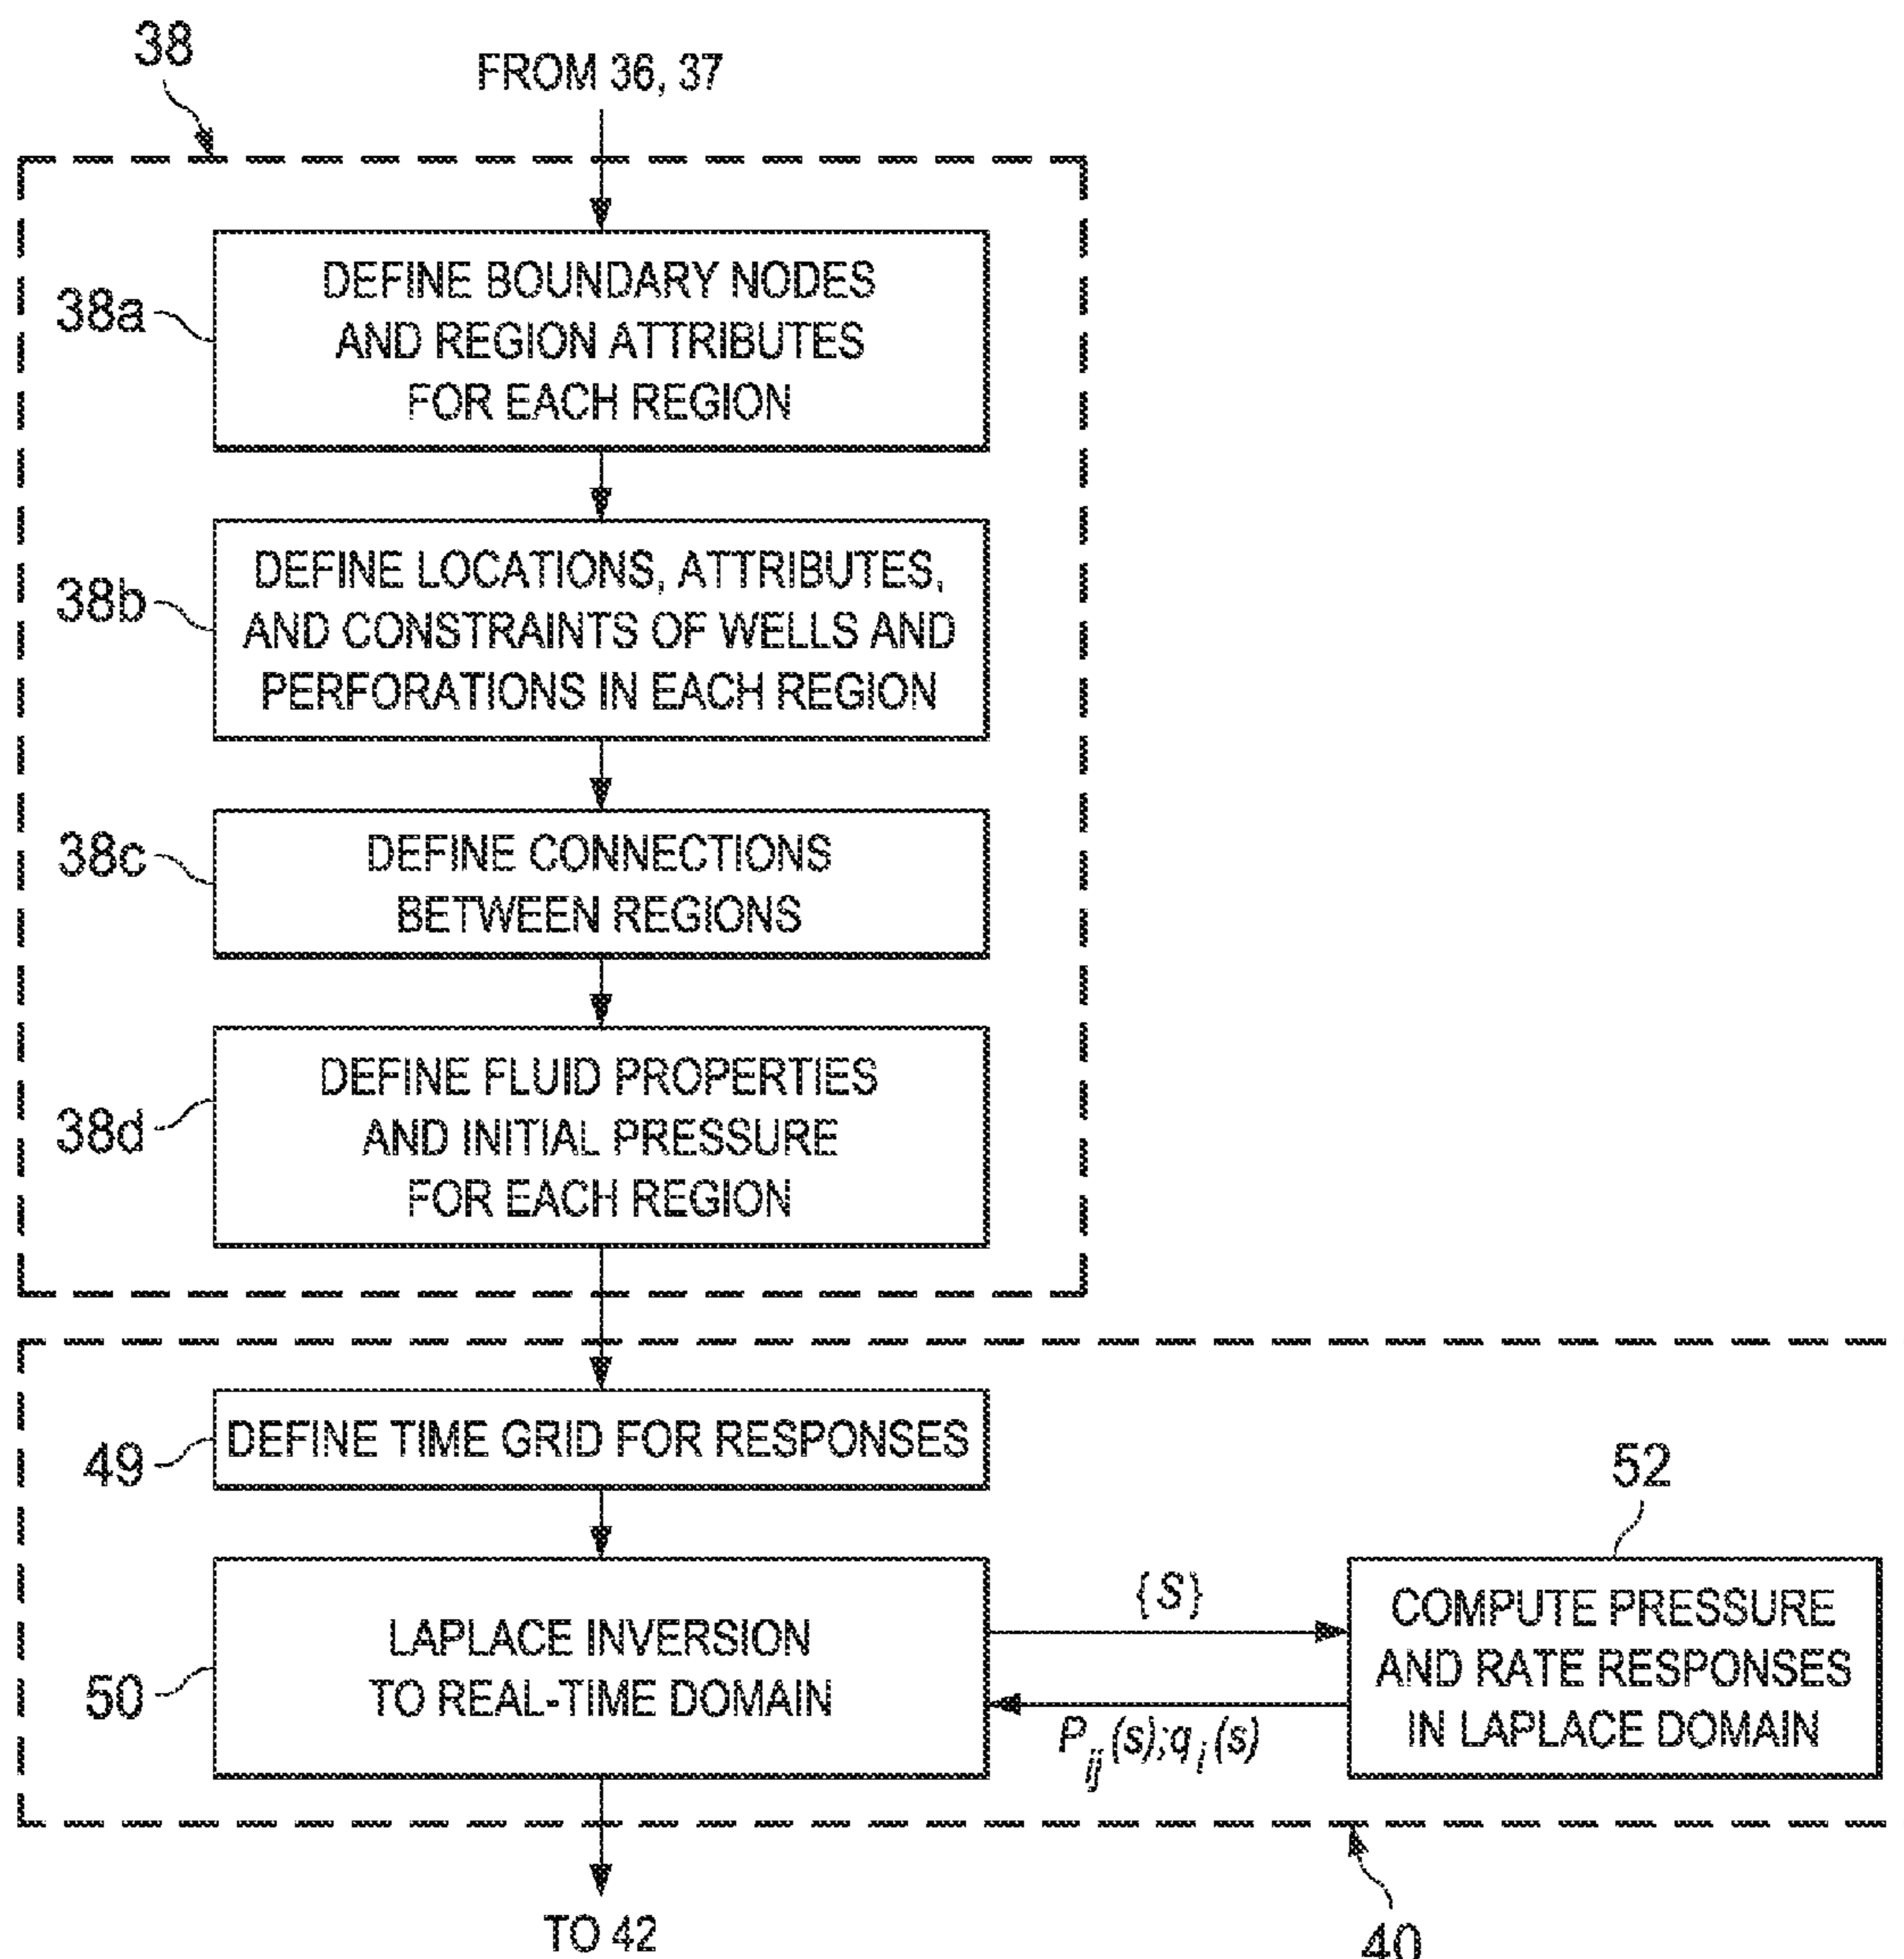 38
FROM 36, 37
38a
DEFINE BOUNDARY NODES
AND REGION ATTRIBUTES
FOR EACH REGION
38b
DEFINE LOCATIONS, ATTRIBUTES,
AND CONSTRAINTS OF WELLS AND
PERFORATIONS IN EACH REGION
38c
DEFINE CONNECTIONS
BETWEEN REGIONS
38d
DEFINE FLUID PROPERTIES
AND INITIAL PRESSURE
FOR EACH REGION
49
DEFINE TIME GRID FOR RESPONSES
50
LAPLACE INVERSION
TO REAL-TIME DOMAIN
{S}
P_ij(s);q_i(s)
52
COMPUTE PRESSURE
AND RATE RESPONSES
IN LAPLACE DOMAIN
TO 42
40